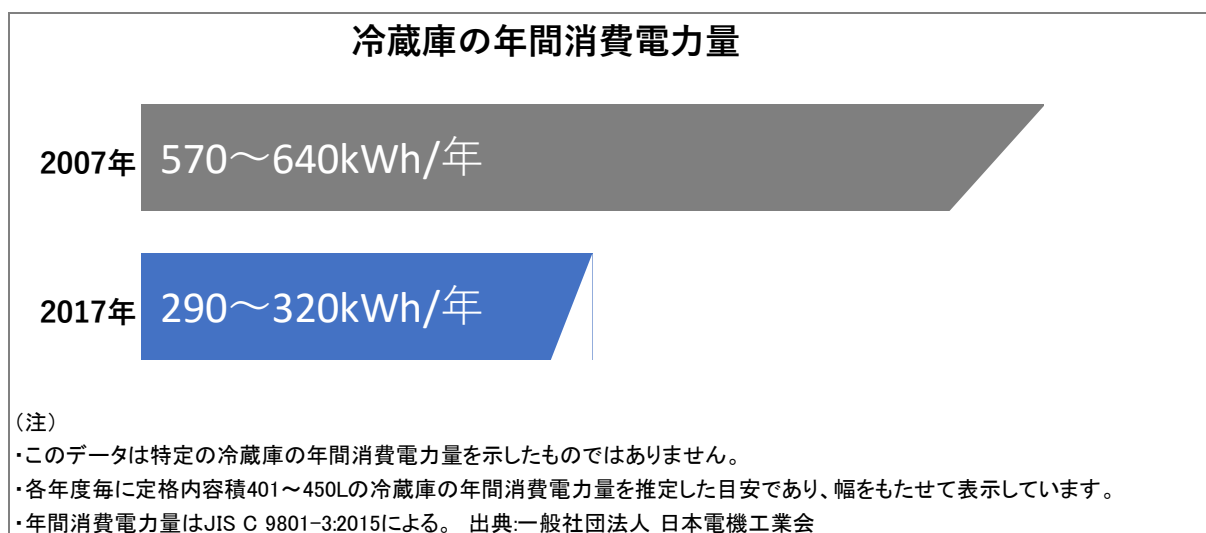 冷蔵庫の年間消費電力量
2007年 570～640kWh/年
2017年 290～320kWh/年
（注）
・このデータは特定の冷蔵庫の年間消費電力量を示したものではありません。
・各年度毎に定格内容積401～450Lの冷蔵庫の年間消費電力量を推定した目安であり、幅をもたせて表示しています。
・年間消費電力量はJIS C 9801-3:2015による。 出典:一般社団法人 日本電機工業会